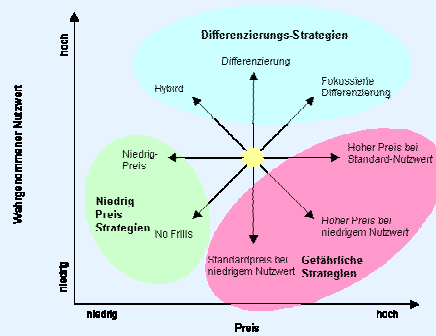 Differenzierungs-Strategien
Differenzierung
Hybird
Fokussierte
Differenzierung
Niedrig-
Preis
Hoher Preis bei
Standard-Nutzwert
Niedrig
Preis
Strategien
No Frills
Hoher Preis bei
niedrigem Nutzwert
Standardpreis bei
niedrigem Nutzwert
Gefährliche
Strategien
Wahrgenommener Nutzwert
hoch
niedrig
niedrig
hoch
Preis